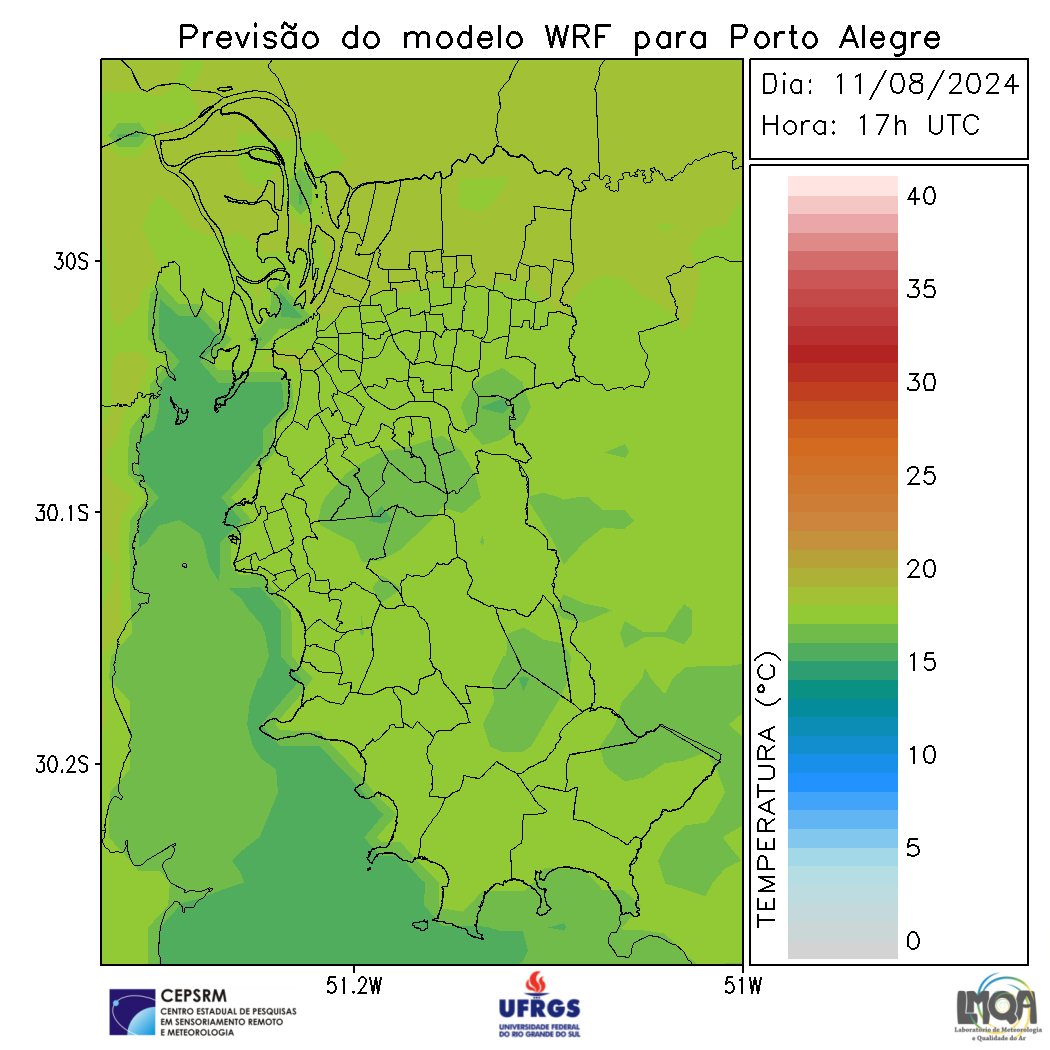 Previsão do modelo WRF para Porto Alegre
Dia: 11/08/2024
Hora: 17h UTC
30S
30.1S
30.2S
51.2W
51W
TEMPERATURA (°C)
40
35
30
25
20
15
10
5
0
CEPSRM
CENTRO ESTADUAL DE PESQUISAS
EM SENSORIAMENTO REMOTO
E METEOROLOGIA
UFRGS
UNIVERSIDADE FEDERAL
DO RIO GRANDE DO SUL
LMQA
Laboratório de Meteorologia
e Qualidade do Ar